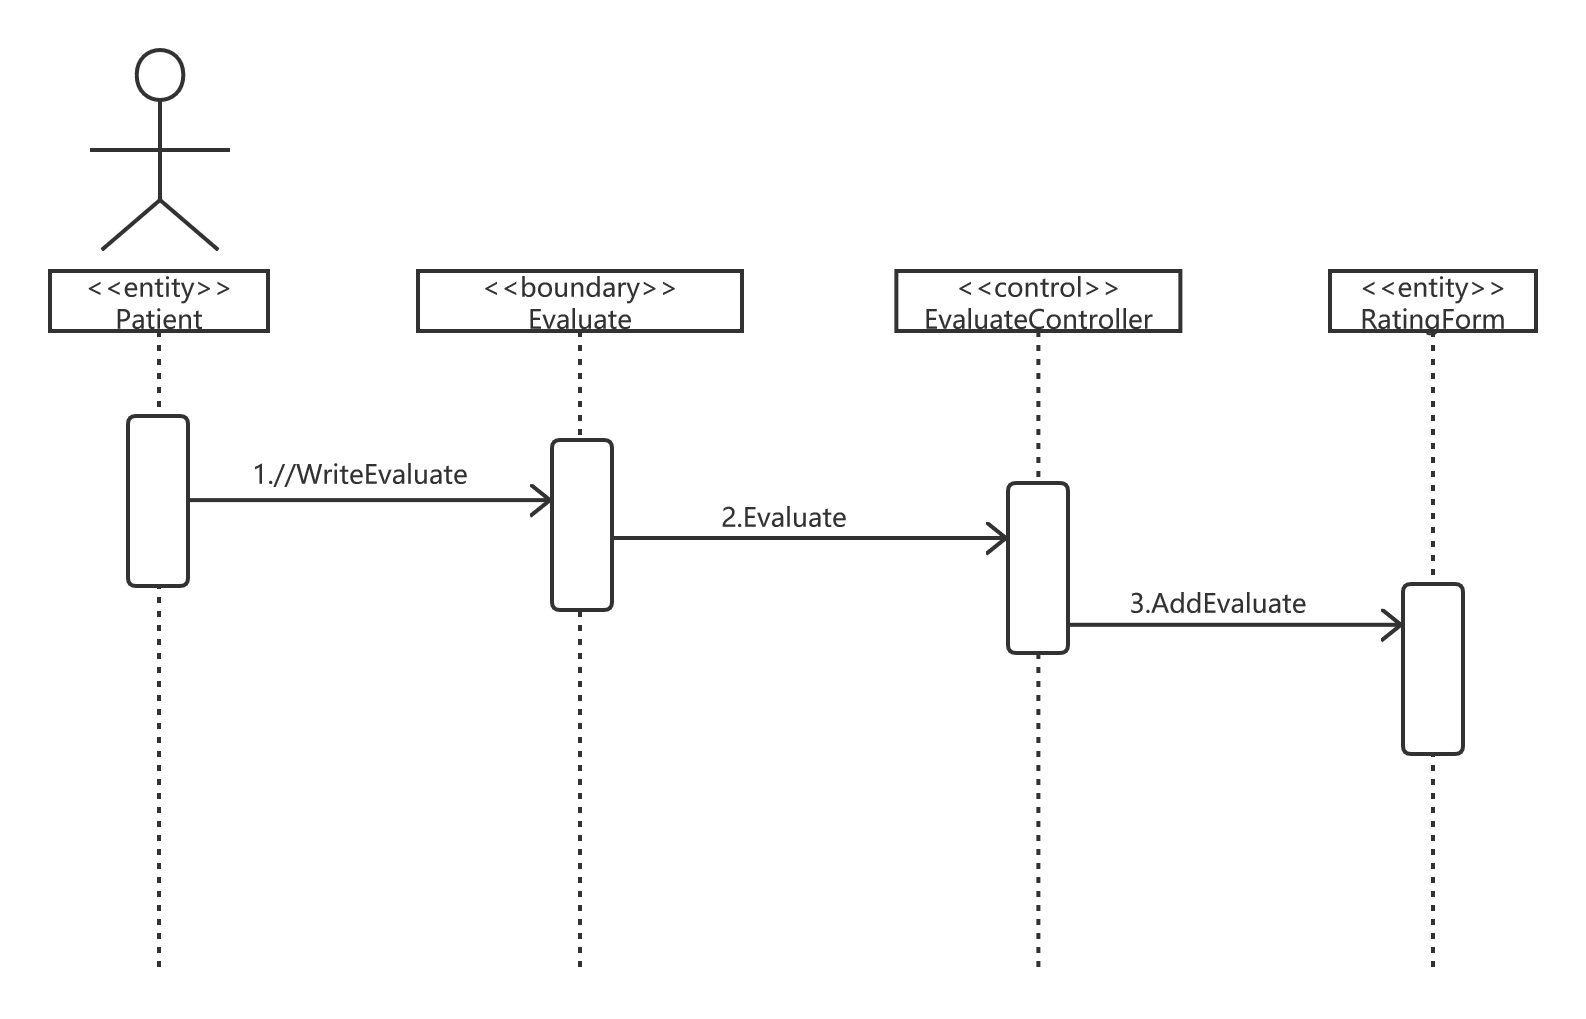 <<entity>>
Patient
<<boundary>>
Evaluate
<<control>>
EvaluateController
<<entity>>
RatingForm
1.//WriteEvaluate
2.Evaluate
3.AddEvaluate